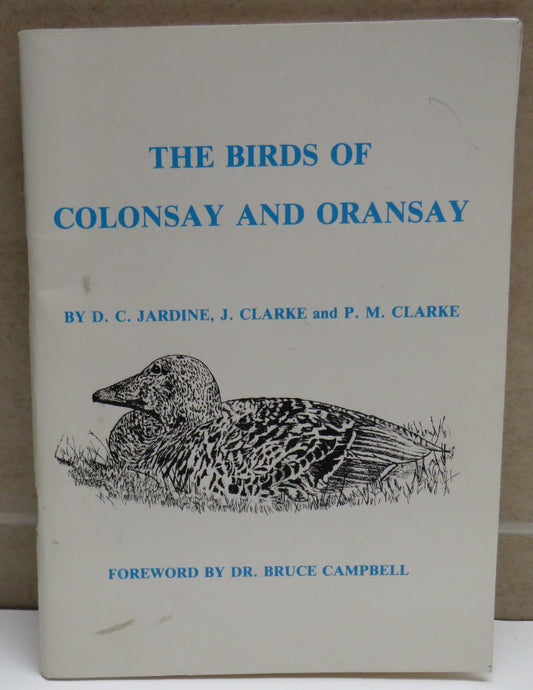 THE BIRDS OF
COLONSAY AND ORANSAY
BY D. C. JARDINE, J. CLARKE and P. M. CLARKE
FOREWORD BY DR. BRUCE CAMPBELL